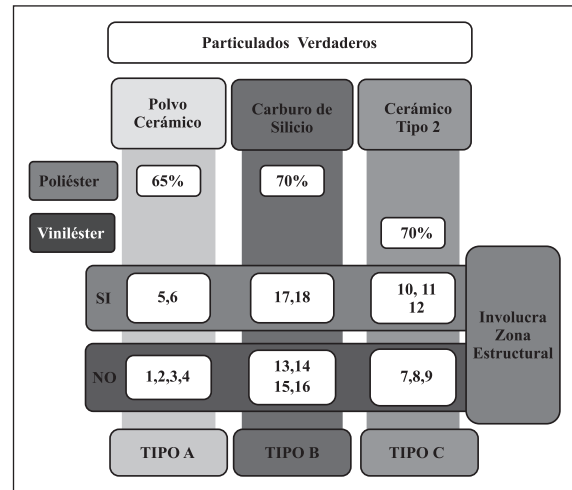 Particulados Verdaderos
Polvo
Cerámico
Carburo de
Silicio
Cerámico
Tipo 2
Poliéster
65%
70%
Viniléster
70%
SI
5,6
17,18
10, 11
12
Involucra
Zona
Estructural
NO
1,2,3,4
13,14
15,16
7,8,9
TIPO A
TIPO B
TIPO C